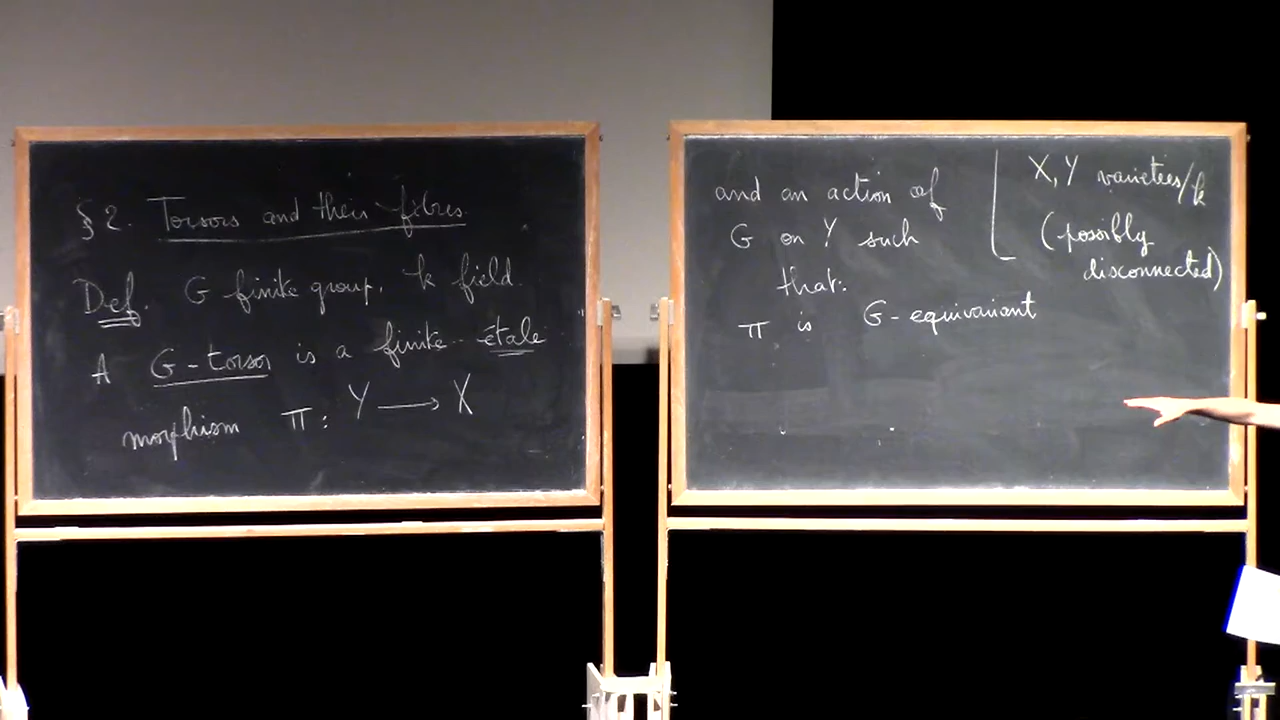 §2. Torsors and their fibres.
Def. G finite group, k field.
A G-torsor is a finite étale
morphism π: Y → X
and an action of
G on Y such
that:
π is G-equivariant
X, Y varieties/k
(possibly
disconnected)